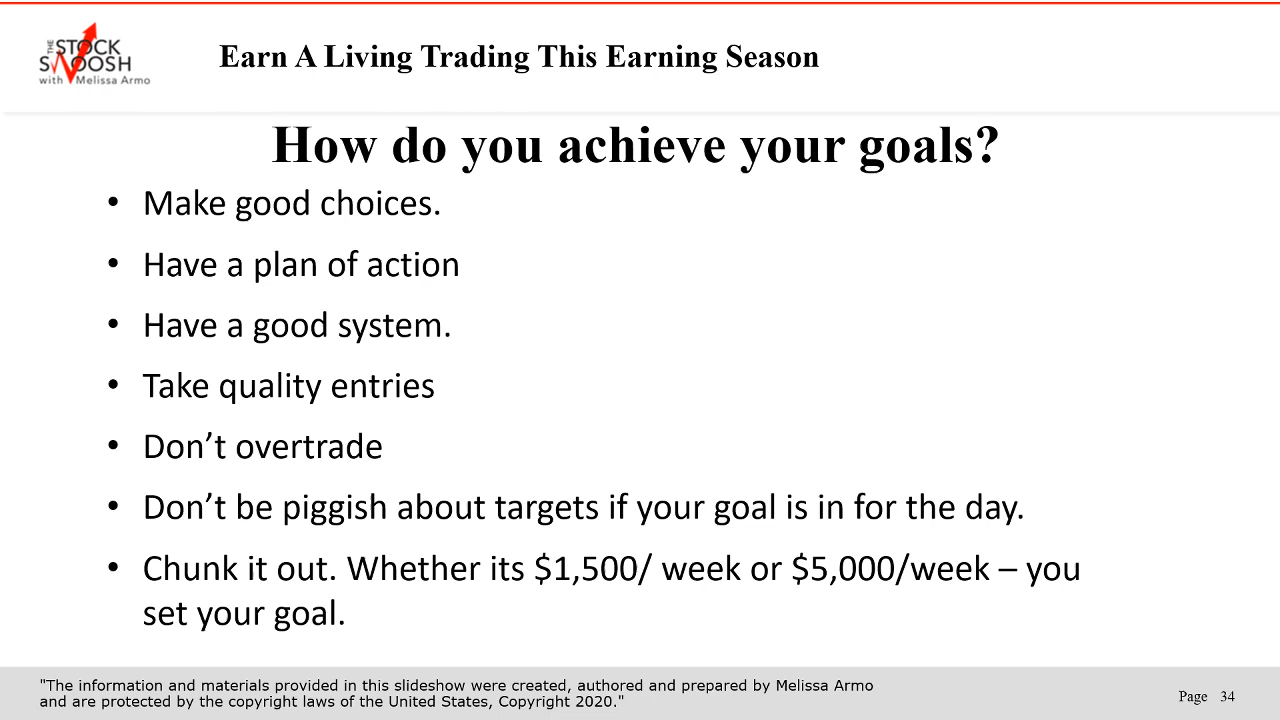 THE
STOCK
SWOOSH
with Melissa Armo
Earn A Living Trading This Earning Season
How do you achieve your goals?
• Make good choices.
• Have a plan of action
• Have a good system.
• Take quality entries
• Don’t overtrade
• Don’t be piggish about targets if your goal is in for the day.
• Chunk it out. Whether its $1,500/ week or $5,000/week – you
set your goal.
"The information and materials provided in this slideshow were created, authored and prepared by Melissa Armo
and are protected by the copyright laws of the United States, Copyright 2020."
Page 34